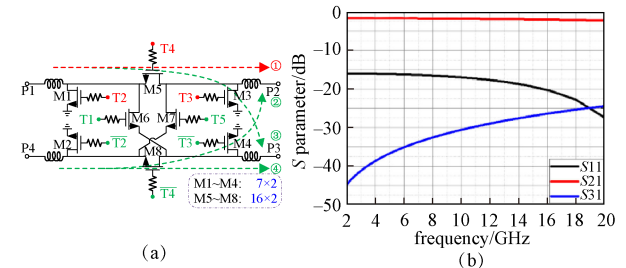 T4
①
P1
M5
P2
M1
T2
T3
M3
②
T1
M6
M7
T5
M2
T2
T3
M4
③
M8
P4
P3
④
T4
M1~M4: 7×2
M5~M8: 16×2
(a)
S parameter/dB
0
-10
-20
-30
-40
-50
S11
S21
S31
2 4 6 8 10 12 14 16 18 20
frequency/GHz
(b)